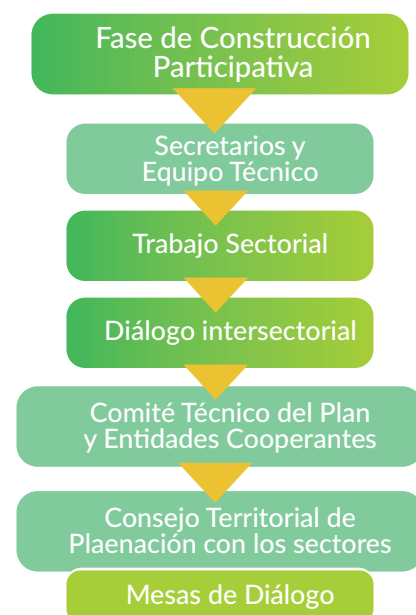 Fase de Construcción
Participativa
Secretarios y
Equipo Técnico
Trabajo Sectorial
Diálogo intersectorial
Comité Técnico del Plan
y Entidades Cooperantes
Consejo Territorial de
Plaenación con los sectores
Mesas de Diálogo